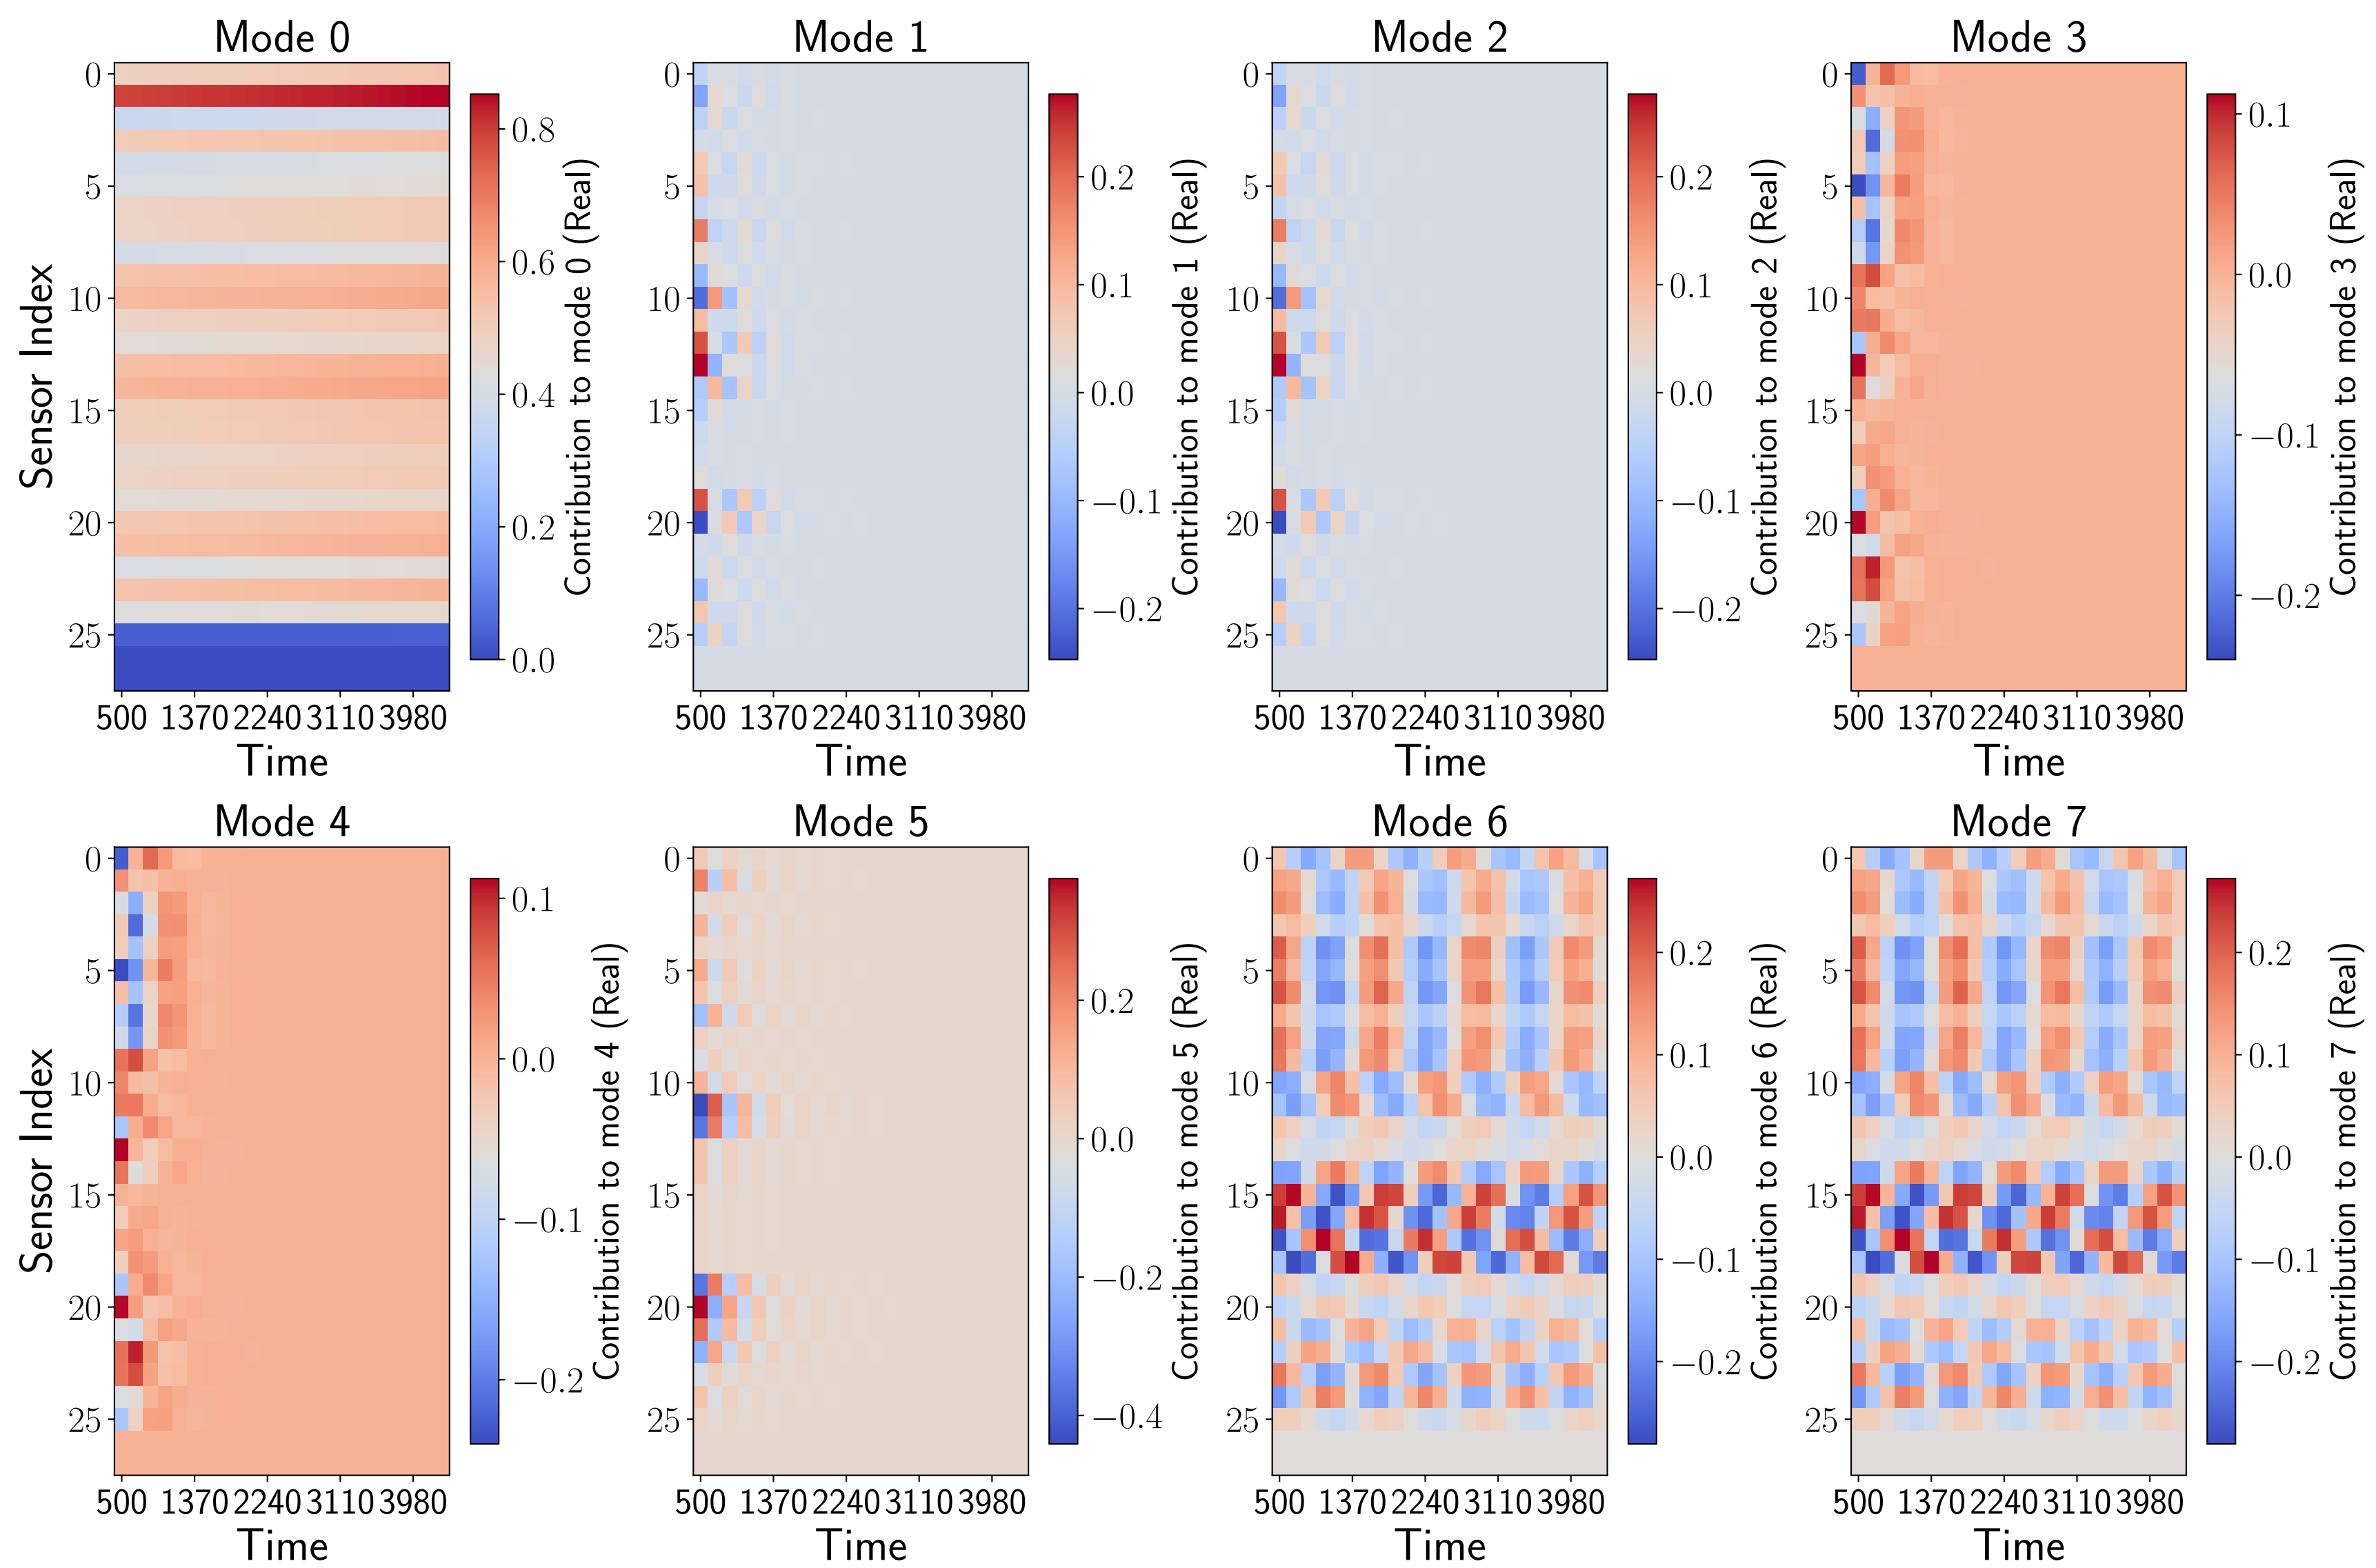 Mode 0
Mode 1
Mode 2
Mode 3
Sensor Index
0
5
10
15
20
25
500 1370 2240 3110 3980
Time
0.8
0.6
0.4
0.2
0.0
Contribution to mode 0 (Real)
0
5
10
15
20
25
500 1370 2240 3110 3980
Time
0.2
0.1
0.0
−0.1
−0.2
Contribution to mode 1 (Real)
0
5
10
15
20
25
500 1370 2240 3110 3980
Time
0.2
0.1
0.0
−0.1
−0.2
Contribution to mode 2 (Real)
0
5
10
15
20
25
500 1370 2240 3110 3980
Time
0.1
0.0
−0.1
−0.2
Contribution to mode 3 (Real)
Mode 4
Mode 5
Mode 6
Mode 7
Sensor Index
0
5
10
15
20
25
500 1370 2240 3110 3980
Time
0.1
0.0
−0.1
−0.2
Contribution to mode 4 (Real)
0
5
10
15
20
25
500 1370 2240 3110 3980
Time
0.2
0.0
−0.2
−0.4
Contribution to mode 5 (Real)
0
5
10
15
20
25
500 1370 2240 3110 3980
Time
0.2
0.1
0.0
−0.1
−0.2
Contribution to mode 6 (Real)
0
5
10
15
20
25
500 1370 2240 3110 3980
Time
0.2
0.1
0.0
−0.1
−0.2
Contribution to mode 7 (Real)